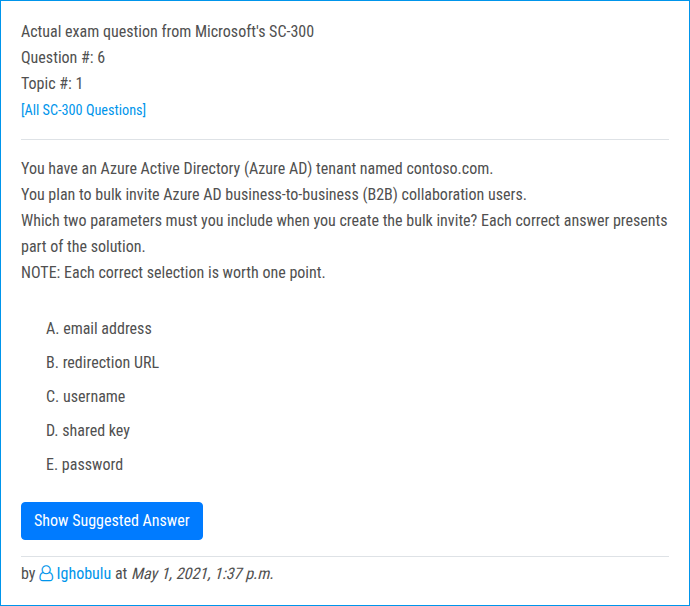 Actual exam question from Microsoft's SC-300
Question #: 6
Topic #: 1
[All SC-300 Questions]
You have an Azure Active Directory (Azure AD) tenant named contoso.com.
You plan to bulk invite Azure AD business-to-business (B2B) collaboration users.
Which two parameters must you include when you create the bulk invite? Each correct answer presents
part of the solution.
NOTE: Each correct selection is worth one point.
A. email address
B. redirection URL
C. username
D. shared key
E. password
Show Suggested Answer
by Ighobulu at May 1, 2021, 1:37 p.m.